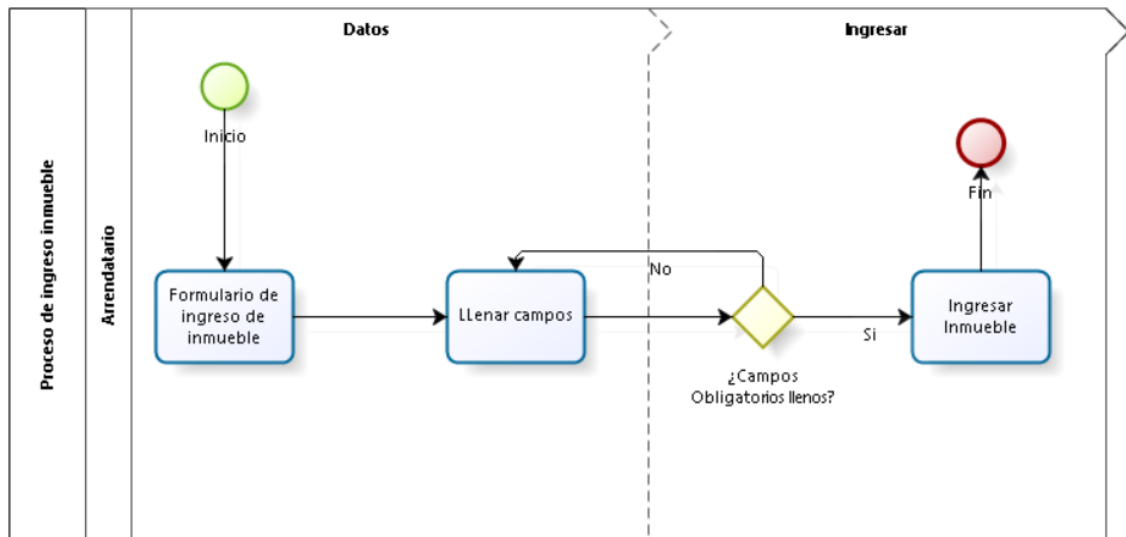 Datos
Ingresar
Proceso de ingreso inmueble
Arrendatario
Inicio
Formulario de
ingreso de
inmueble
LLenar campos
No
¿Campos
Obligatorios llenos?
Si
Ingresar
Inmueble
Fin